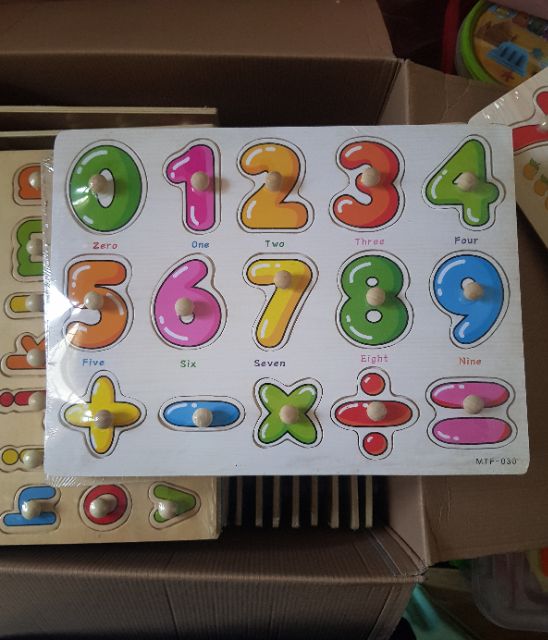 0 1 2 3 4
Zero One Two Three Four
5 6 7 8 9
Five Six Seven Eight Nine
+ - × ÷ =
MTF-030
h o v